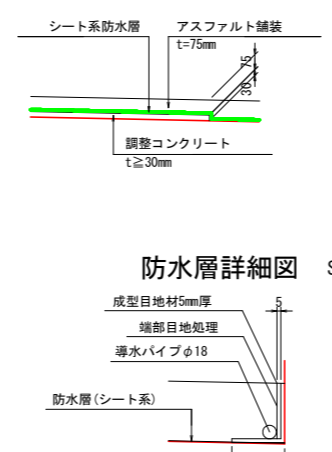 シート系防水層
アスファルト舗装
t=75mm
75
30
調整コンクリート
t≧30mm
防水層詳細図 S
成型目地材5mm厚
5
端部目地処理
導水パイプφ18
防水層(シート系)